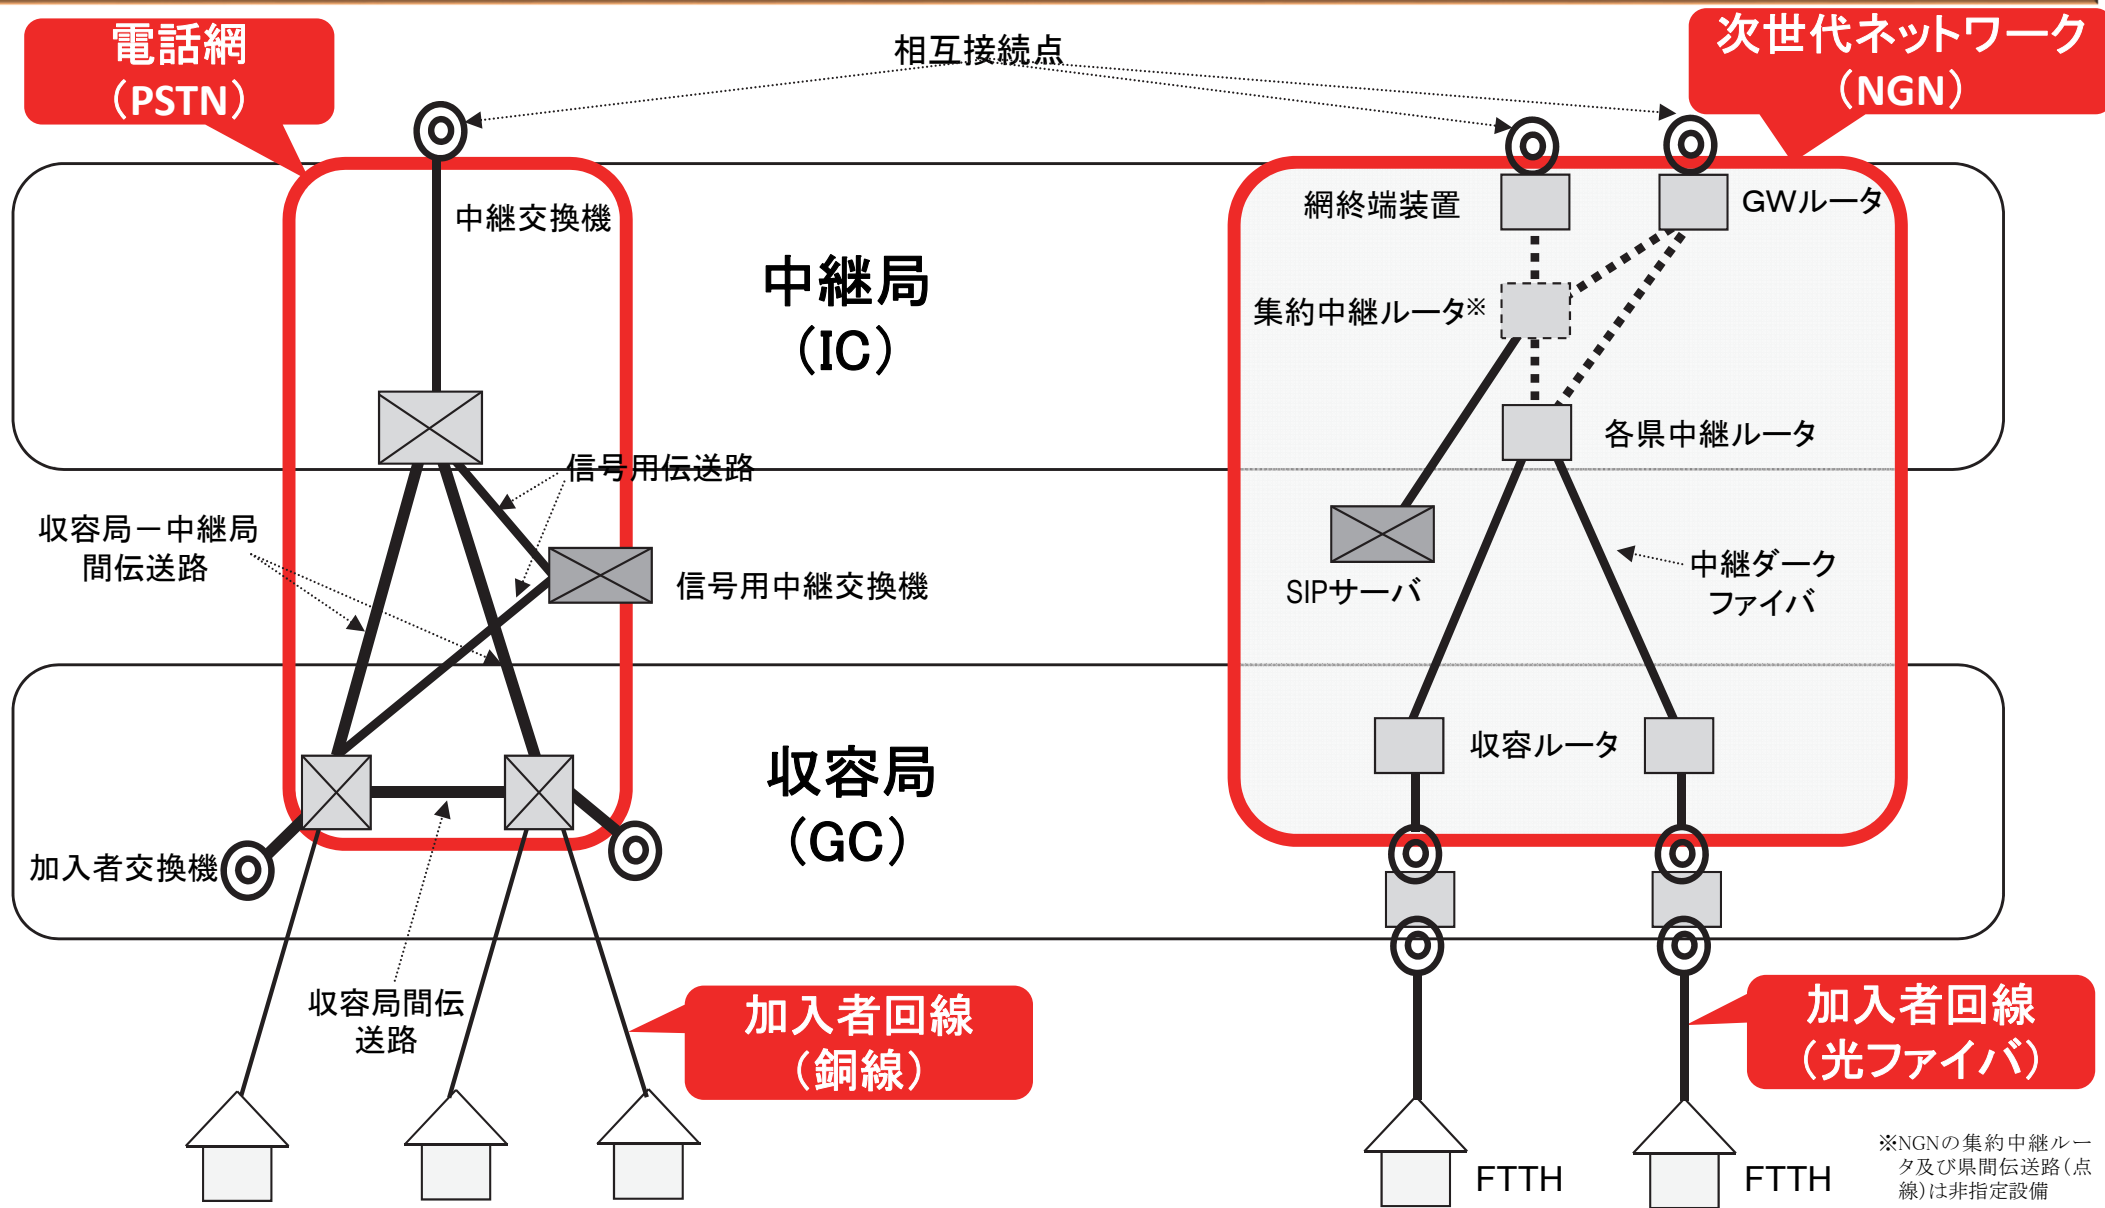 電話網
（PSTN）
相互接続点
次世代ネットワーク
（NGN）
中継交換機
中継局
（IC）
網終端装置
GWルータ
集約中継ルータ※
各県中継ルータ
信号用伝送路
収容局－中継局
間伝送路
信号用中継交換機
SIPサーバ
中継ダーク
ファイバ
収容局
（GC）
収容ルータ
加入者交換機
収容局間伝
送路
加入者回線
（銅線）
加入者回線
（光ファイバ）
FTTH
FTTH
※NGNの集約中継ルー
タ及び県間伝送路（点
線）は非指定設備